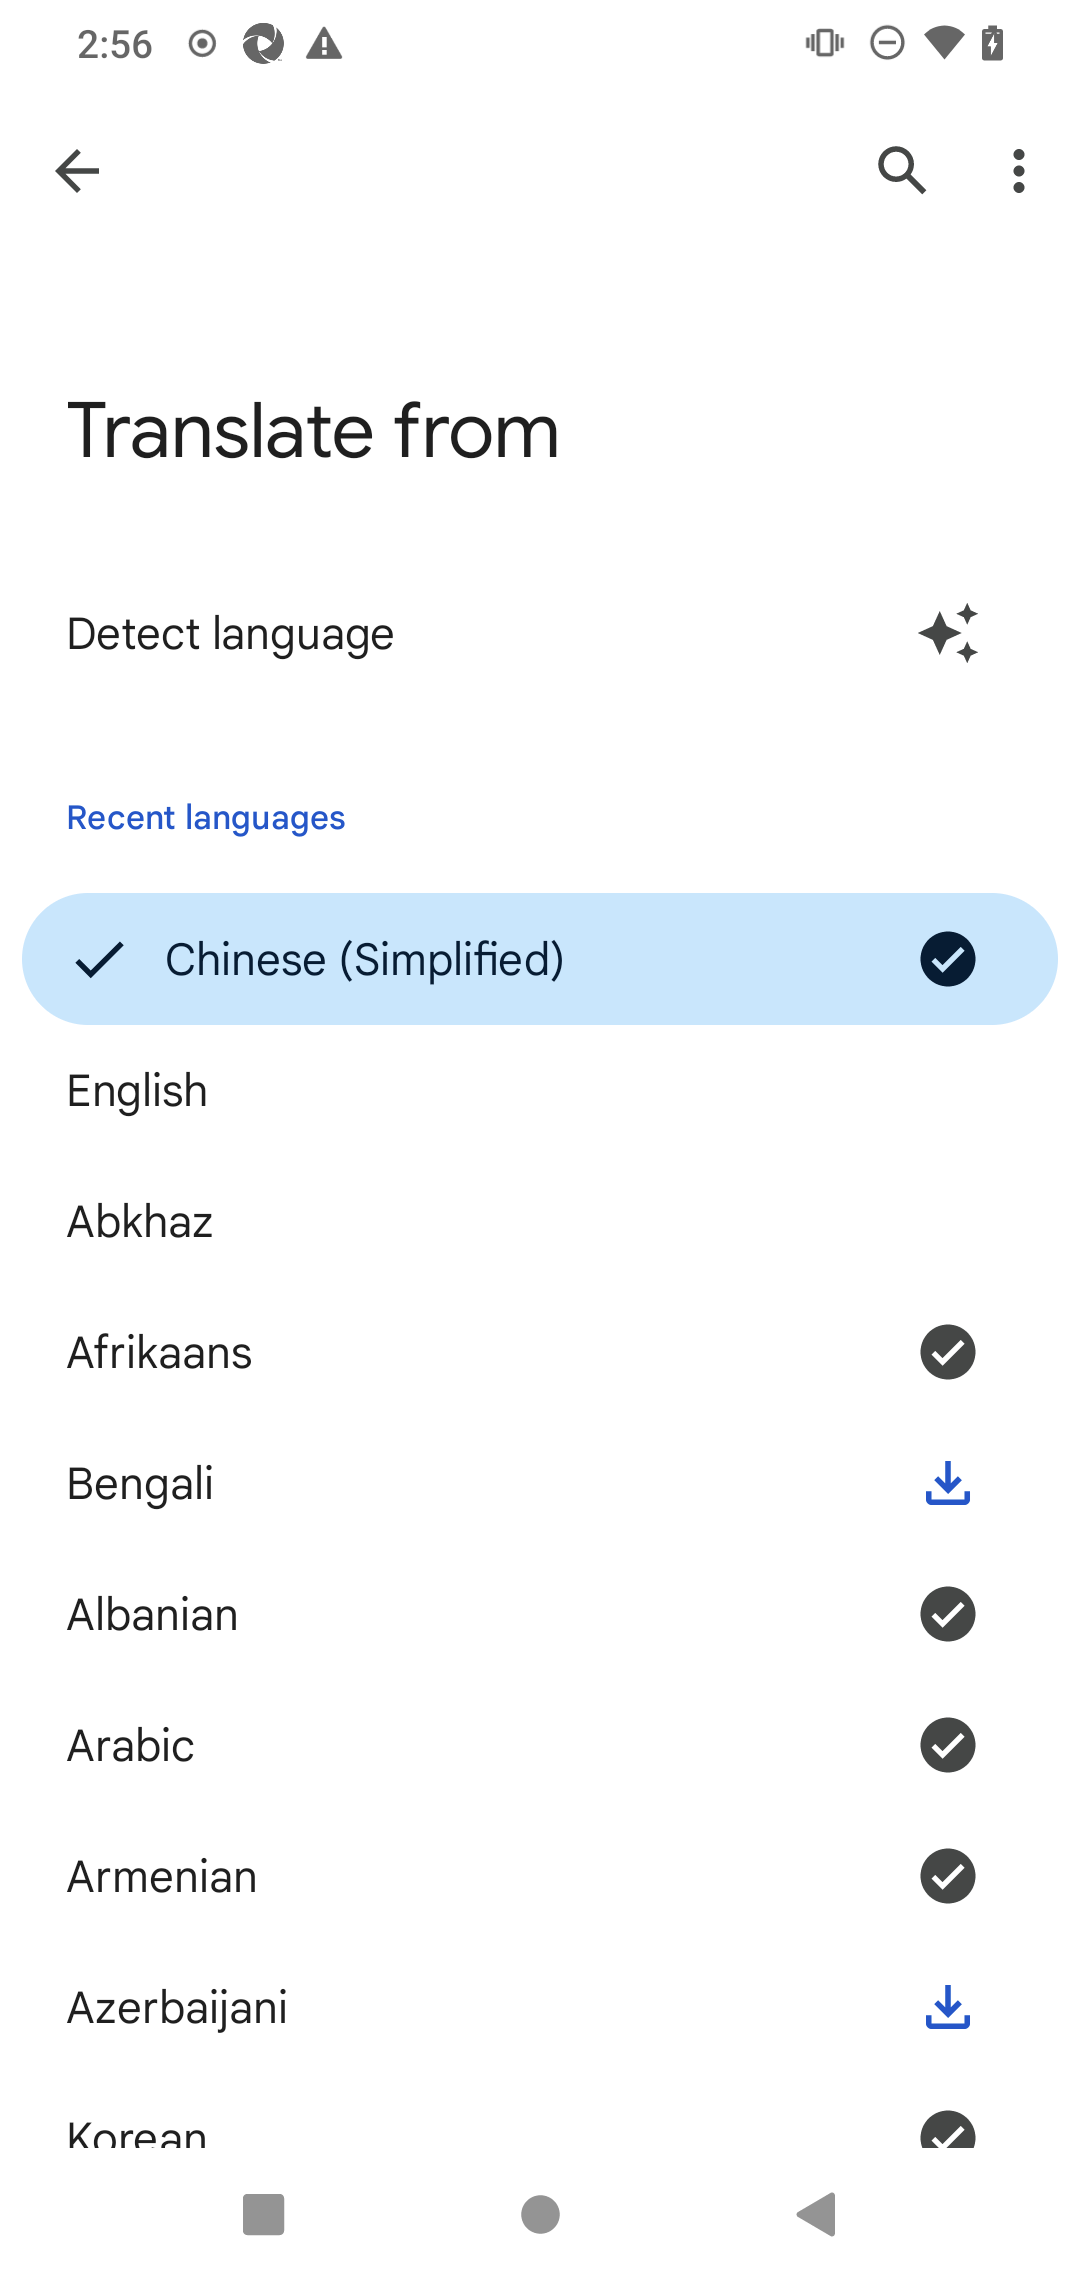 2:56
Translate from
Detect language
Recent languages
Chinese (Simplified)
English
Abkhaz
Afrikaans
Bengali
Albanian
Arabic
Armenian
Azerbaijani
Korean